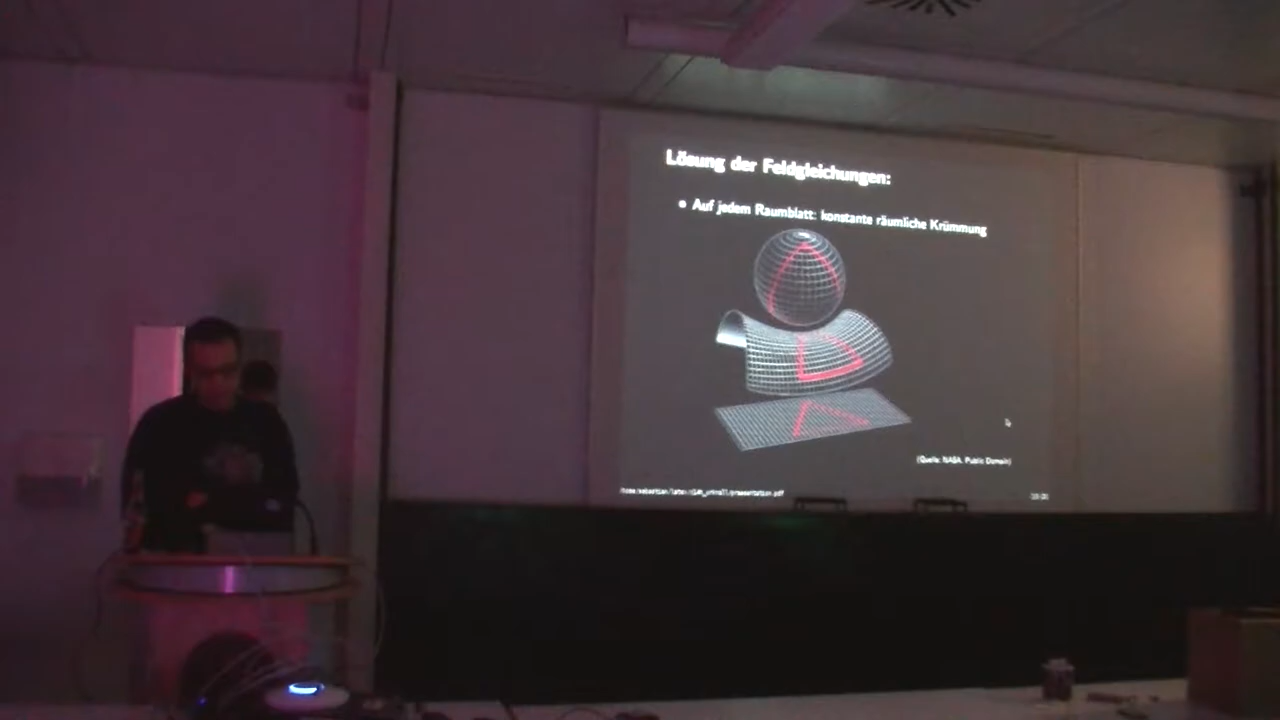 Lösung der Feldgleichungen:
Auf jedem Raumblatt: konstante räumliche Krümmung
(Quelle: NASA, Public Domain)